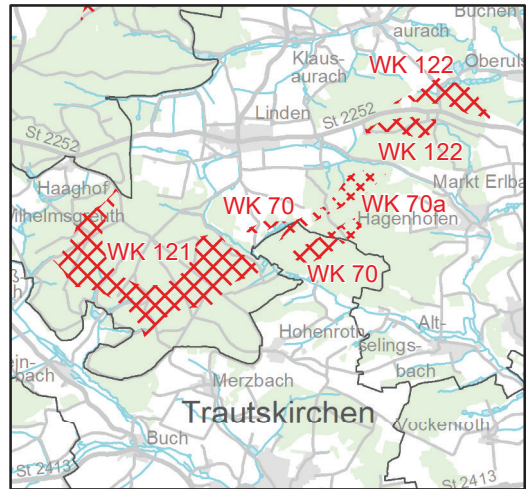 Buchen
aurach
Klaus-
aurach
WK 122
Oberuls
Linden
St 2252
St 2252
WK 122
Markt Erlba
Haaghof
Wilhelmsgreuth
WK 70
WK 70a
Hagenhofen
WK 121
WK 70
Hohenroth
Alt-
selings-
bach
Merzbach
Trautskirchen
Vockenroth
Buch
St 2413
St 2413